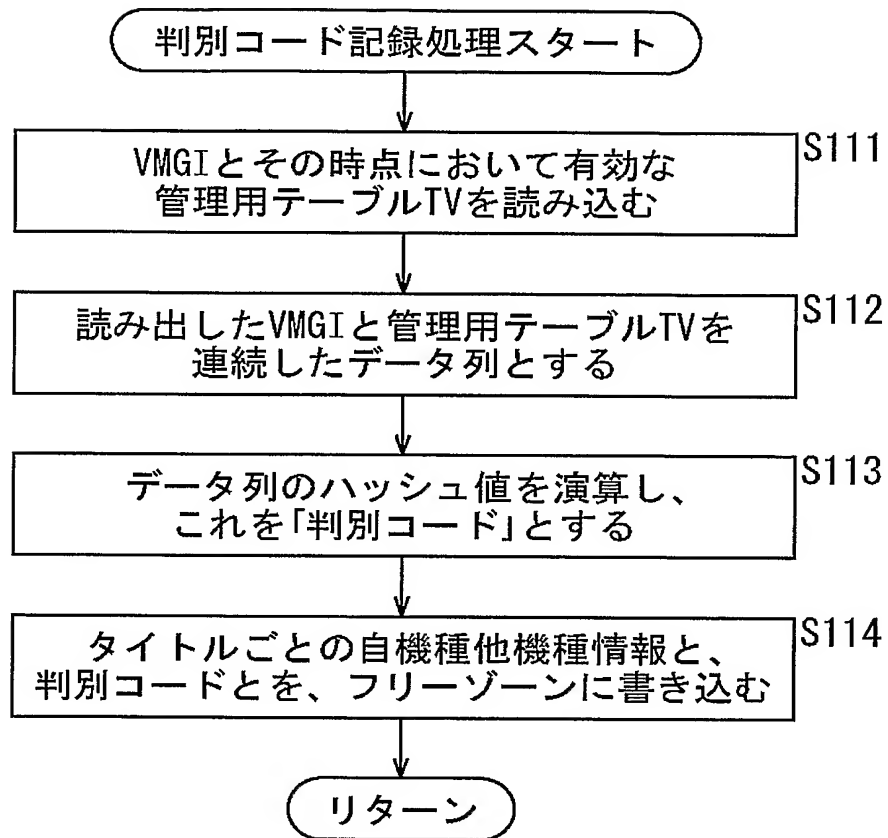 判別コード記録処理スタート
S111
VMGIとその時点において有効な
管理用テーブルTVを読み込む
S112
読み出したVMGIと管理用テーブルTVを
連続したデータ列とする
S113
データ列のハッシュ値を演算し、
これを「判別コード」とする
S114
タイトルごとの自機種他機種情報と、
判別コードとを、フリーゾーンに書き込む
リターン